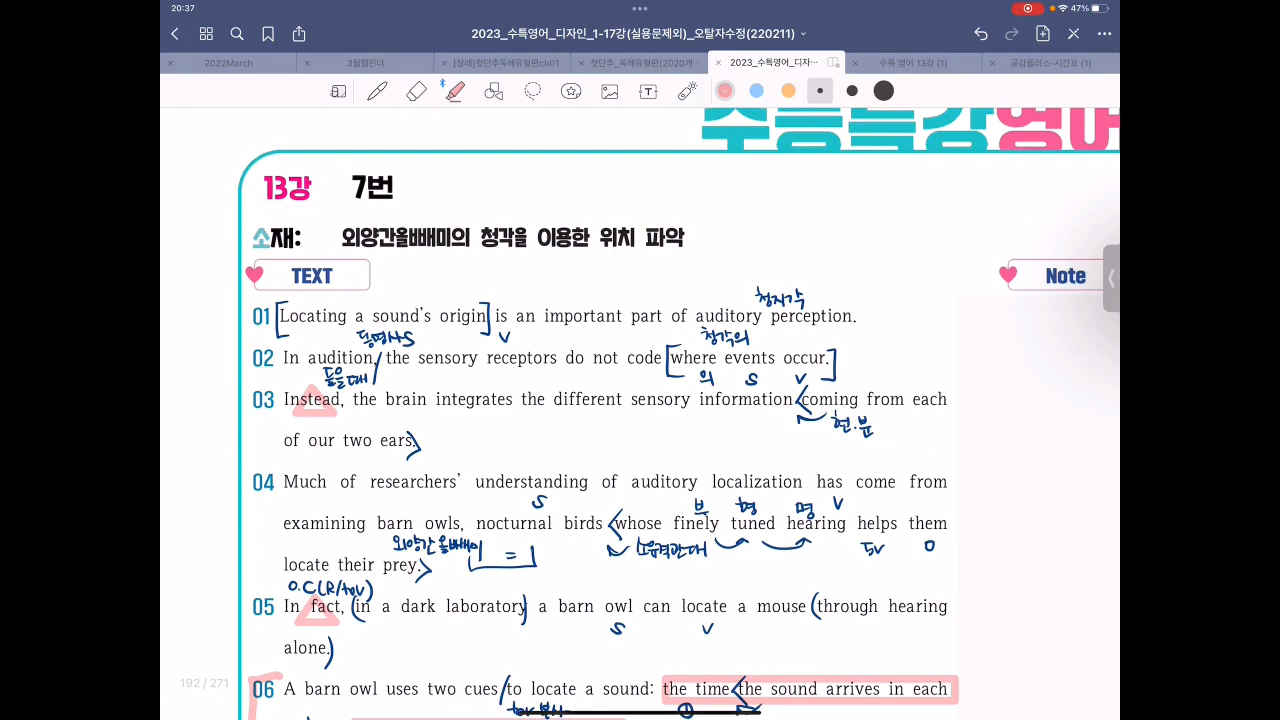 20:37
47%
2023_수특영어_디자인_1-17강(실용문제외)_오탈자수정(220211)
2022March
3월캘린더
[실례]첫단추독해유형편ch01
첫단추_독해유형편(2020개…
2023_수특영어_디자…
수특 영어 13강 (1)
공감플러스-시간표 (1)
수능특강영어
13강 7번
소재: 외양간올빼미의 청각을 이용한 위치 파악
TEXT
Note
청자각
01 [Locating a sound's origin] is an important part of auditory perception.
동명사S V 청각의
02 In audition, / the sensory receptors do not code [where events occur.]
들을 때 의 S V
03 Instead, the brain integrates the different sensory information <coming from each
현.분
of our two ears.>
04 Much of researchers' understanding of auditory localization has come from
S 부 형 명 V
examining barn owls, nocturnal birds <whose finely tuned hearing helps them
외양간 올빼미 = 소유격관대 5V O
locate their prey.>
O.C(R/toV)
05 In fact, (in a dark laboratory) a barn owl can locate a mouse (through hearing
S V
alone.)
192 / 271
06 A barn owl uses two cues / to locate a sound: the time <the sound arrives in each
toV 부사 ①